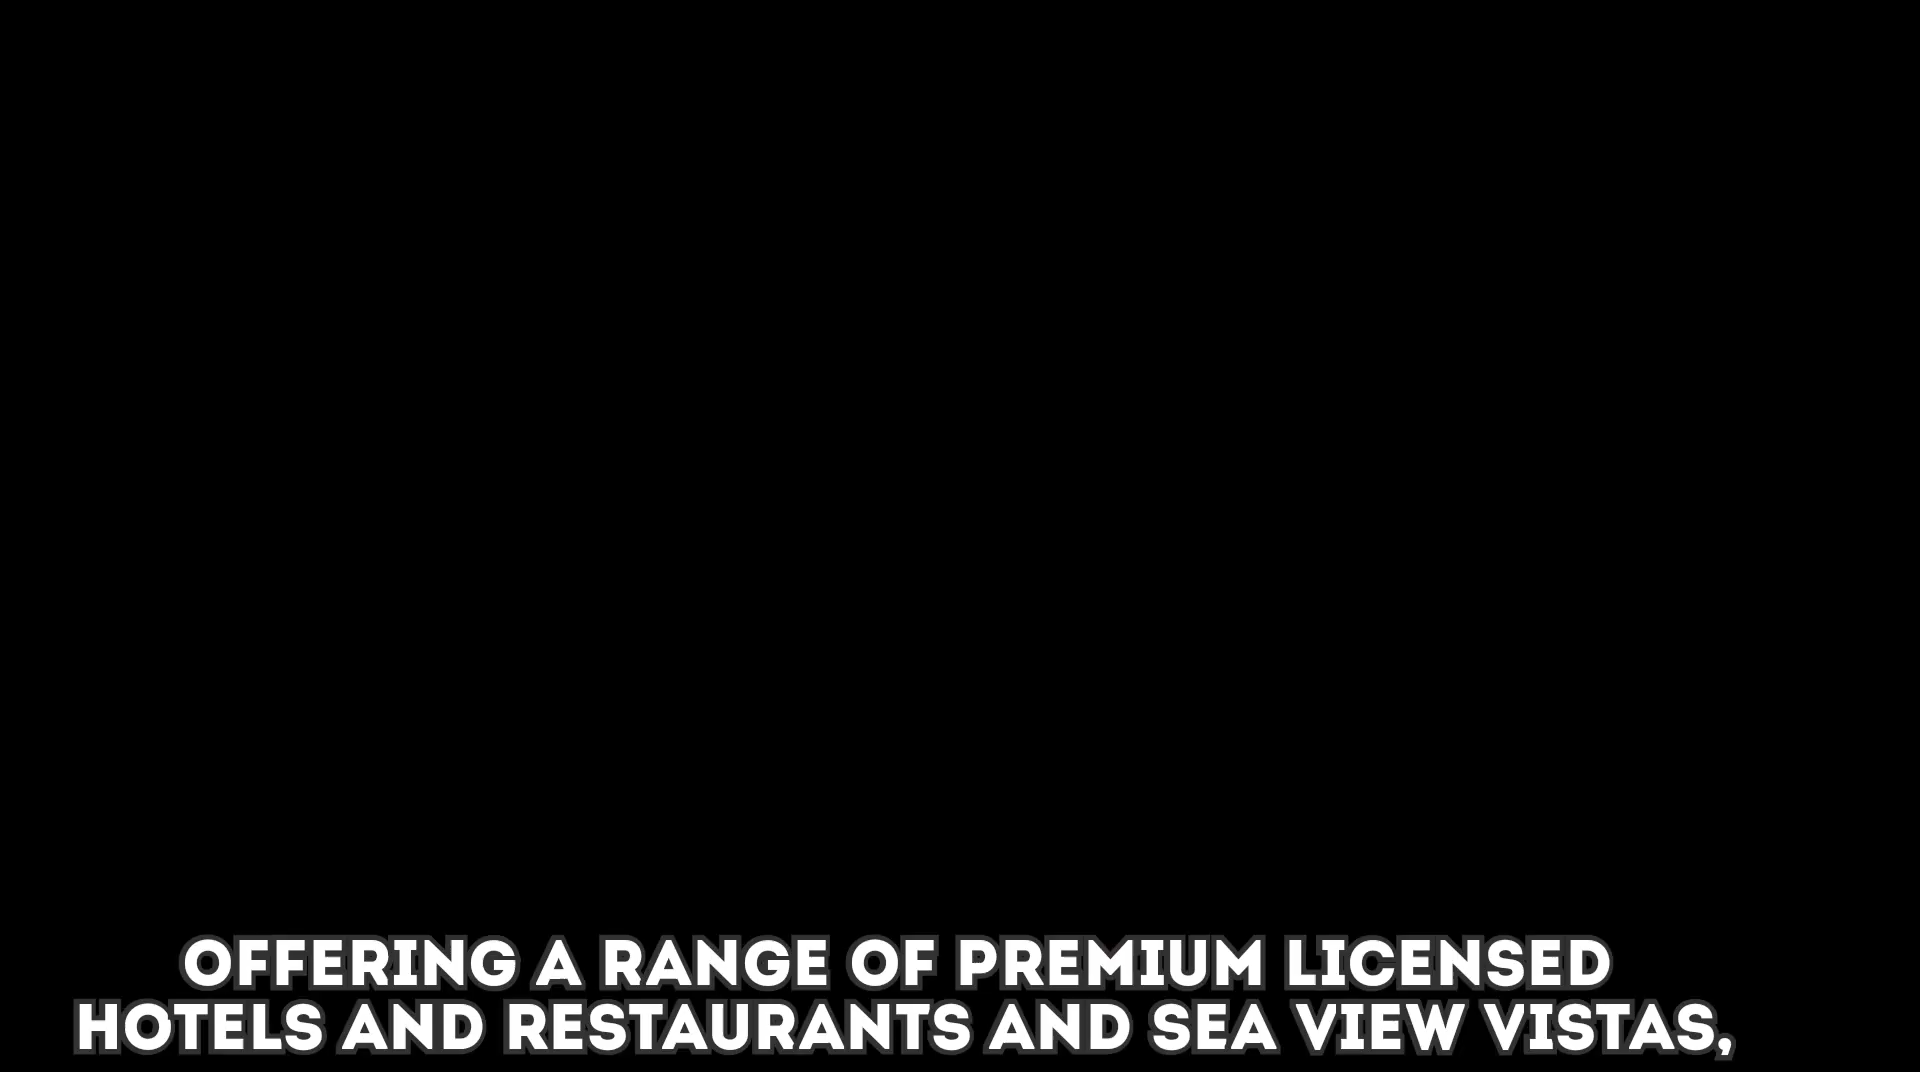 OFFERING A RANGE OF PREMIUM LICENSED
HOTELS AND RESTAURANTS AND SEA VIEW VISTAS,